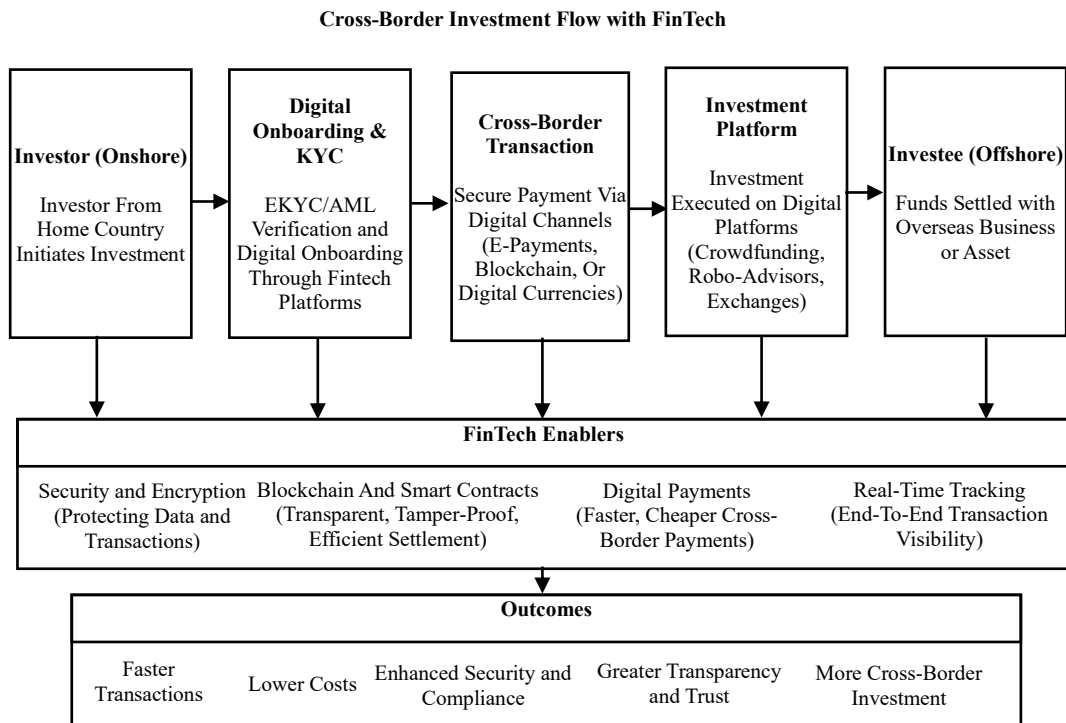 Cross-Border Investment Flow with FinTech
Investor (Onshore)
Investor From
Home Country
Initiates Investment
Digital
Onboarding &
KYC
EKYC/AML
Verification and
Digital Onboarding
Through Fintech
Platforms
Cross-Border
Transaction
Secure Payment Via
Digital Channels
(E-Payments,
Blockchain, Or
Digital Currencies)
Investment
Platform
Investment
Executed on Digital
Platforms
(Crowdfunding,
Robo-Advisors,
Exchanges)
Investee (Offshore)
Funds Settled with
Overseas Business
or Asset
FinTech Enablers
Security and Encryption
(Protecting Data and
Transactions)
Blockchain And Smart Contracts
(Transparent, Tamper-Proof,
Efficient Settlement)
Digital Payments
(Faster, Cheaper Cross-
Border Payments)
Real-Time Tracking
(End-To-End Transaction
Visibility)
Outcomes
Faster
Transactions
Lower Costs
Enhanced Security and
Compliance
Greater Transparency
and Trust
More Cross-Border
Investment